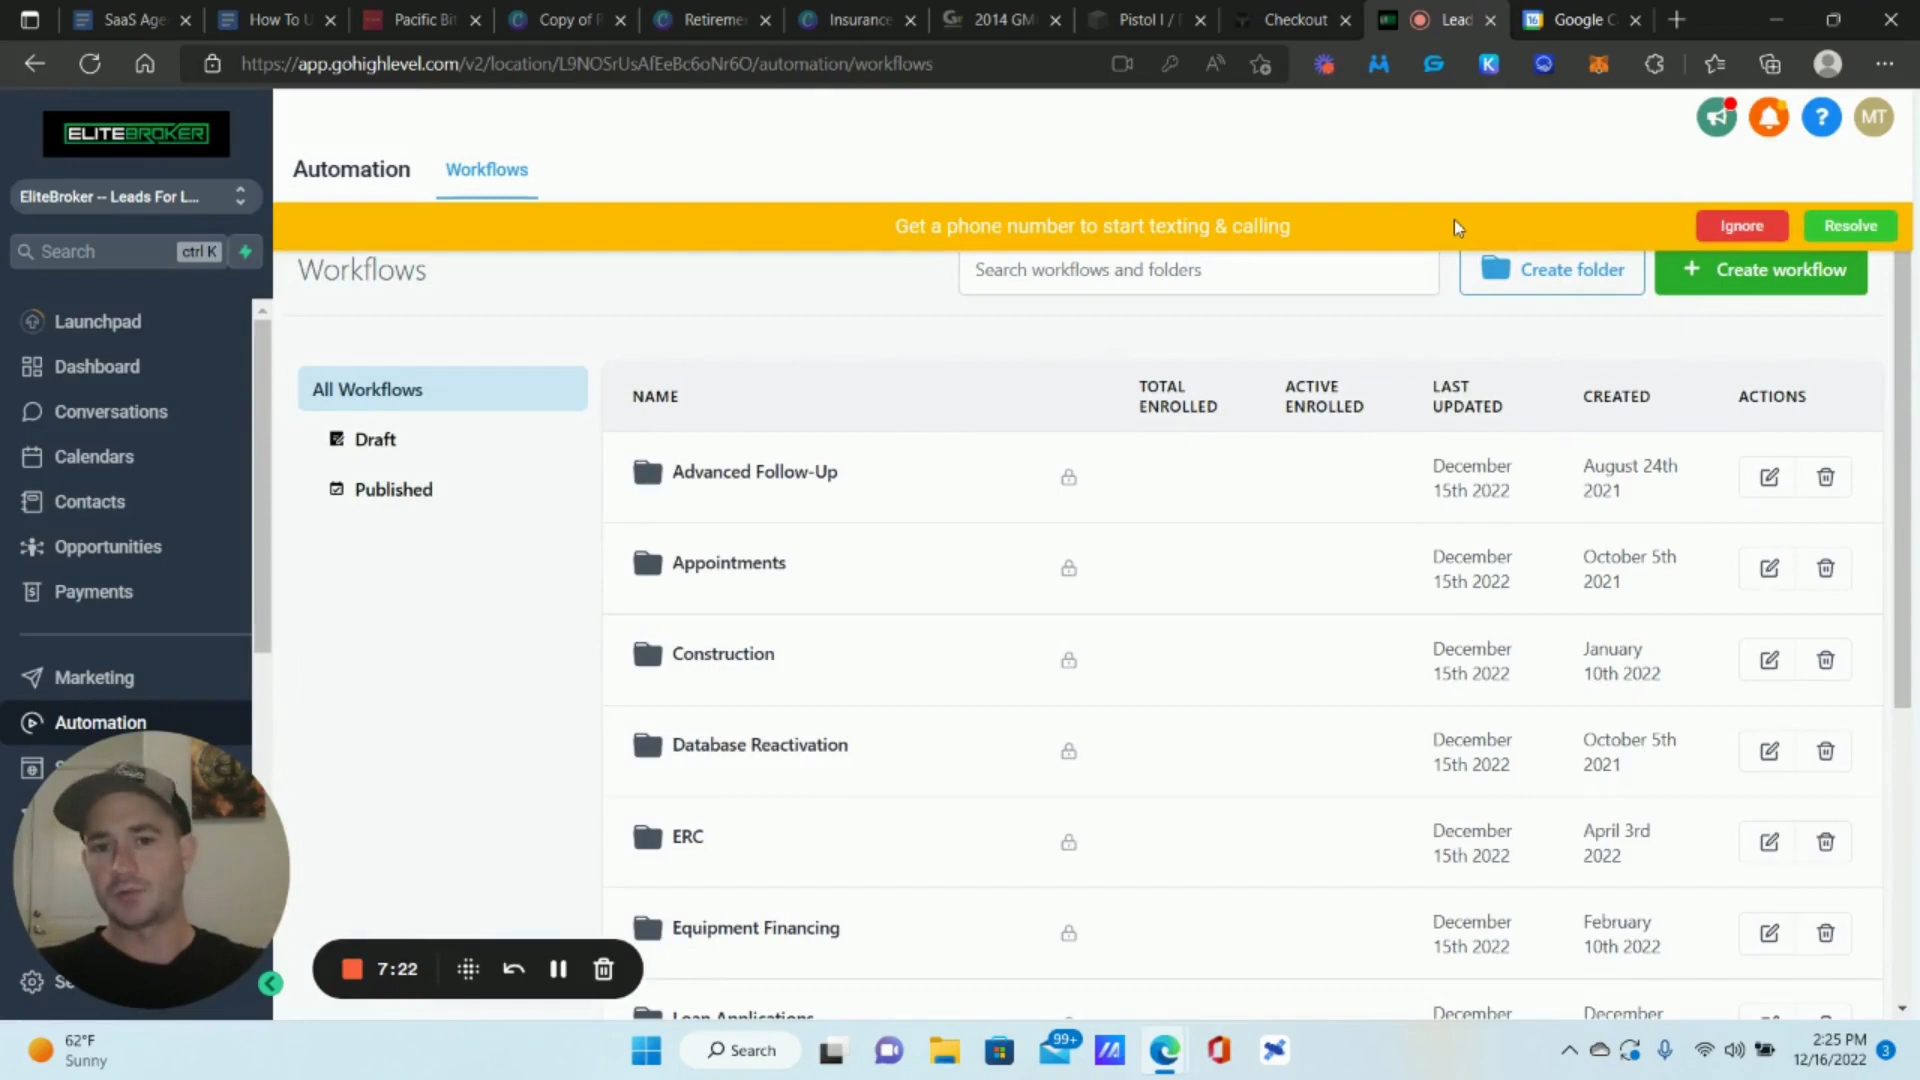 SaaS Age
How To U
Pacific Bit
Copy of R
Retireme
Insurance
2014 GM
Pistol I /
Checkout
Lead
Google C
https://app.gohighlevel.com/v2/location/L9NOSrUsAfEeBc6oNr6O/automation/workflows
ELITEBROKER
EliteBroker -- Leads For L...
Search
ctrl K
Launchpad
Dashboard
Conversations
Calendars
Contacts
Opportunities
Payments
Marketing
Automation
Automation
Workflows
MT
Get a phone number to start texting & calling
Ignore
Resolve
Workflows
Search workflows and folders
Create folder
+ Create workflow
All Workflows
Draft
Published
NAME
TOTAL ENROLLED
ACTIVE ENROLLED
LAST UPDATED
CREATED
ACTIONS
Advanced Follow-Up
December 15th 2022
August 24th 2021
Appointments
December 15th 2022
October 5th 2021
Construction
December 15th 2022
January 10th 2022
Database Reactivation
December 15th 2022
October 5th 2021
ERC
December 15th 2022
April 3rd 2022
Equipment Financing
December 15th 2022
February 10th 2022
Loan Applications
December
December
7:22
62°F
Sunny
Search
99+
2:25 PM
12/16/2022
3